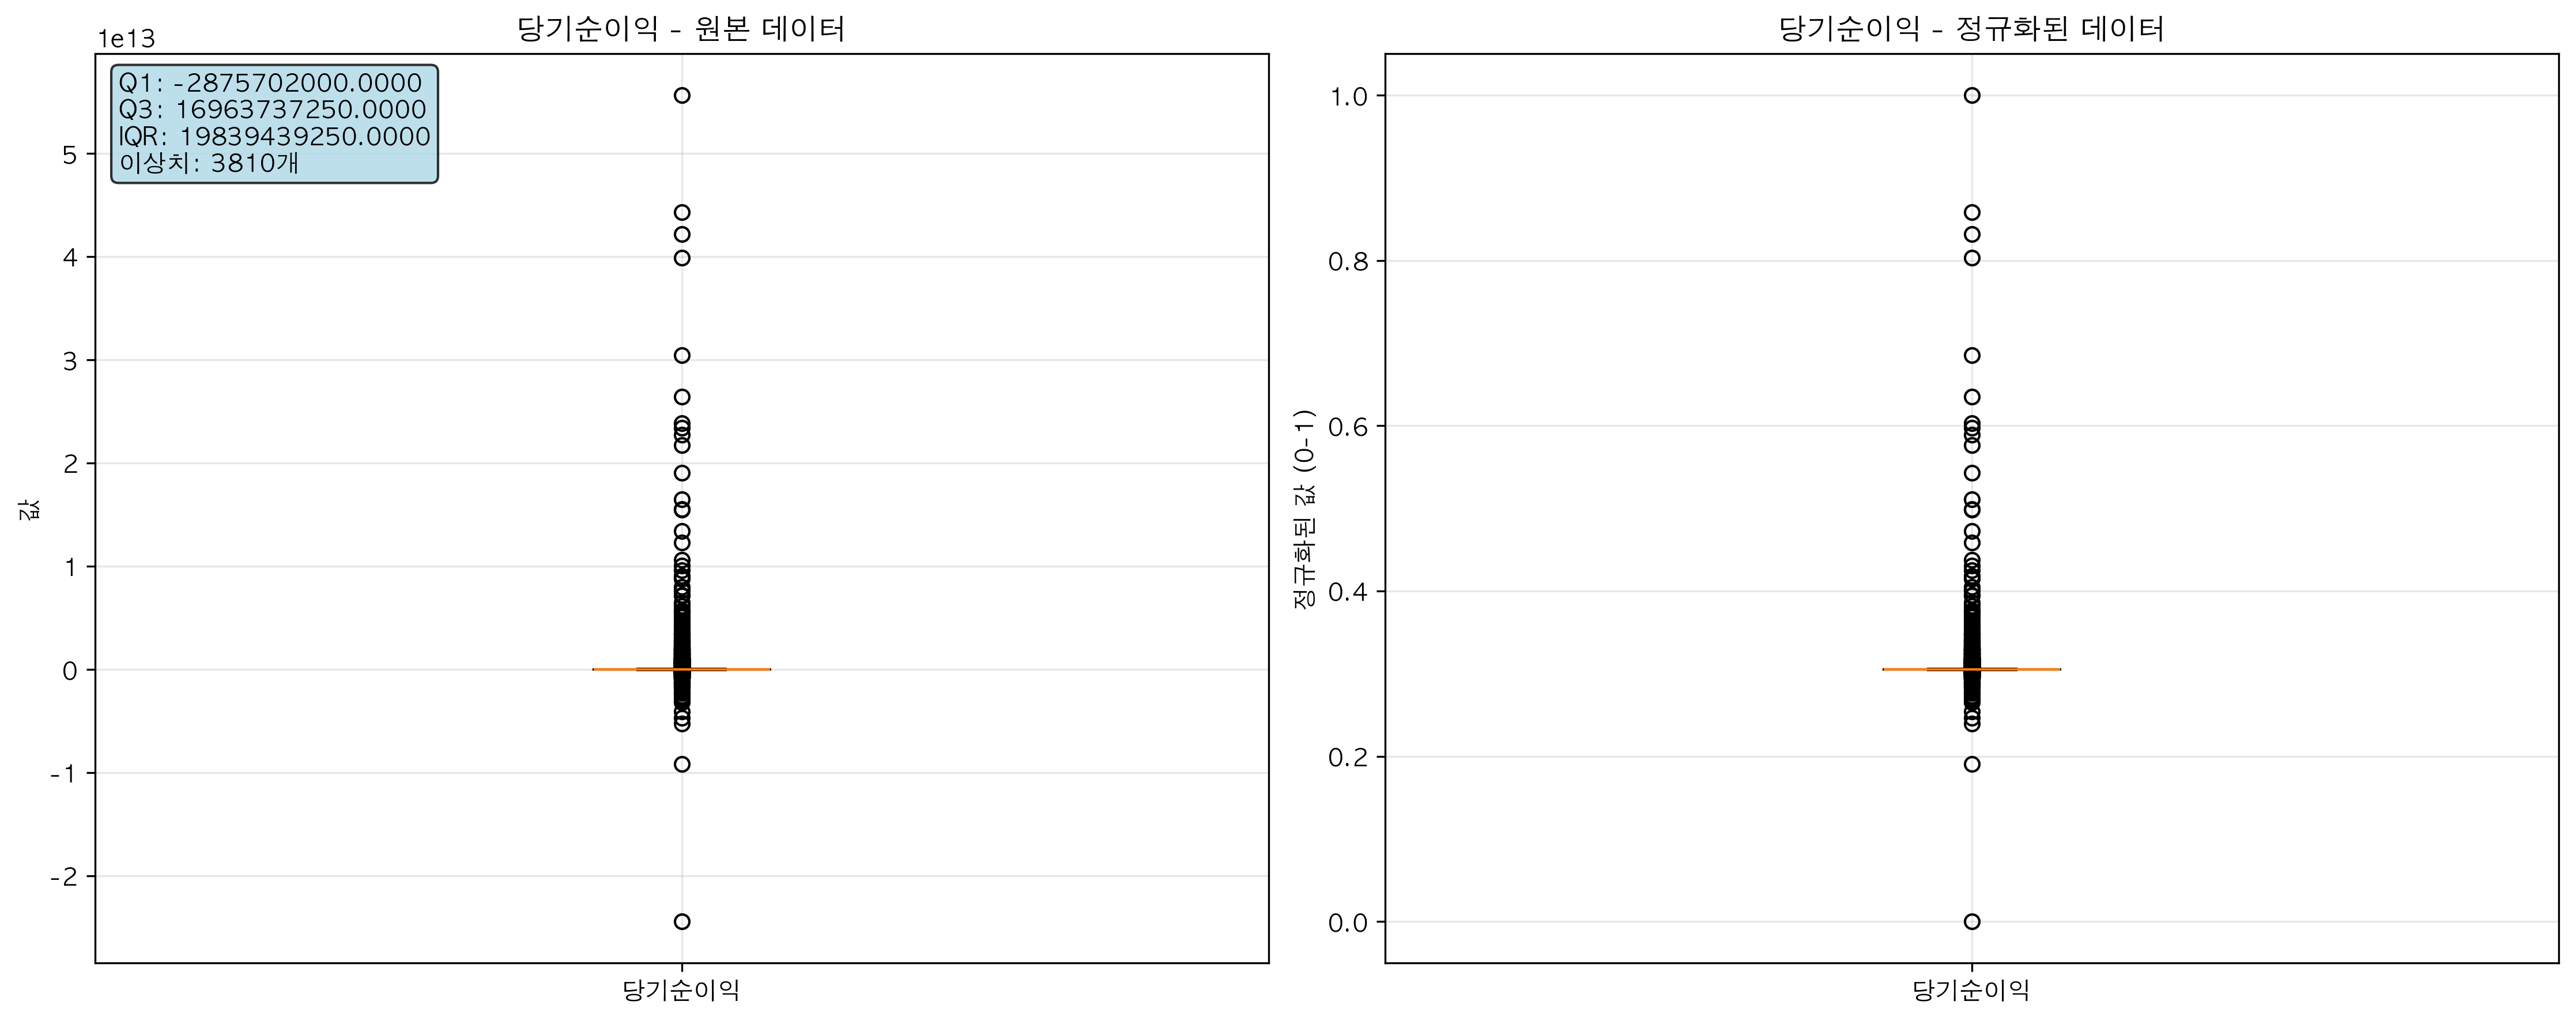 당기순이익 - 원본 데이터
1e13
Q1: -2875702000.0000
Q3: 16963737250.0000
IQR: 19839439250.0000
이상치: 3810개
5
4
3
2
1
0
-1
-2
값
당기순이익
당기순이익 - 정규화된 데이터
1.0
0.8
0.6
0.4
0.2
0.0
정규화된 값 (0-1)
당기순이익